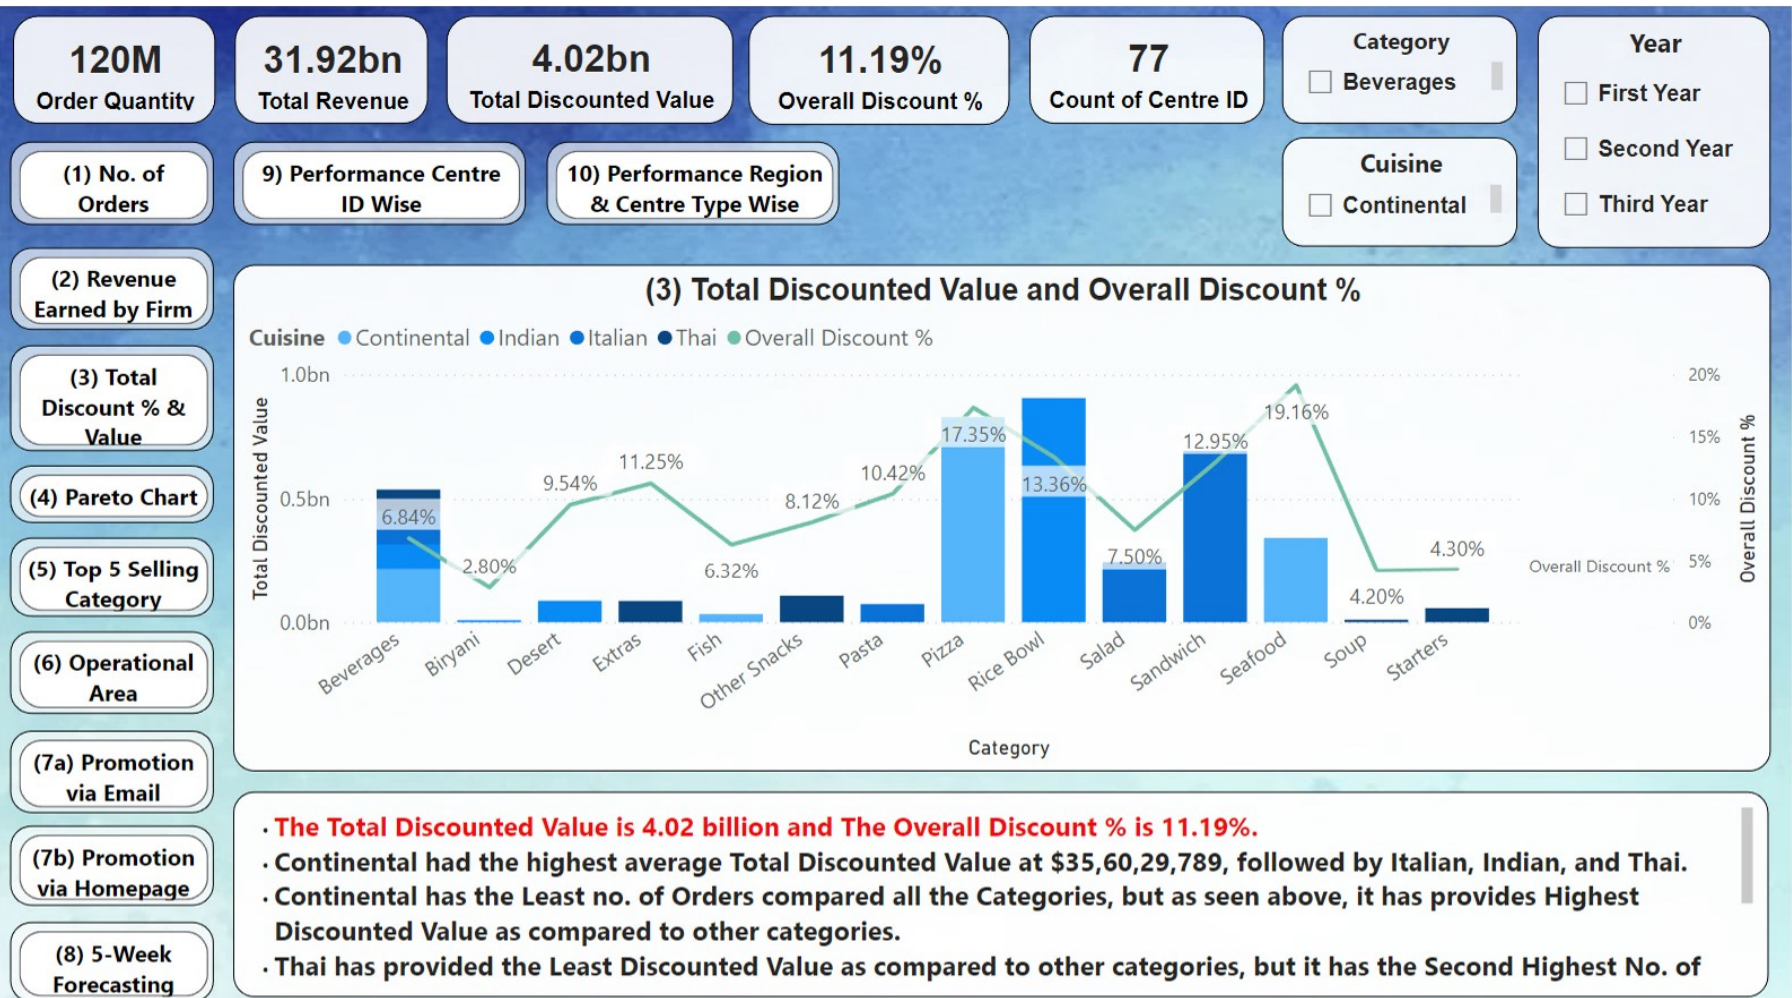 120M
Order Quantity
31.92bn
Total Revenue
4.02bn
Total Discounted Value
11.19%
Overall Discount %
77
Count of Centre ID
Category
Beverages
Year
First Year
Second Year
Third Year
Cuisine
Continental
(1) No. of
Orders
9) Performance Centre
ID Wise
10) Performance Region
& Centre Type Wise
(2) Revenue
Earned by Firm
(3) Total
Discount % &
Value
(4) Pareto Chart
(5) Top 5 Selling
Category
(6) Operational
Area
(7a) Promotion
via Email
(7b) Promotion
via Homepage
(8) 5-Week
Forecasting
(3) Total Discounted Value and Overall Discount %
Cuisine Continental Indian Italian Thai Overall Discount %
Total Discounted Value
1.0bn
0.5bn
0.0bn
6.84%
2.80%
9.54%
11.25%
6.32%
8.12%
10.42%
17.35%
13.36%
7.50%
12.95%
19.16%
4.20%
4.30%
Overall Discount %
20%
15%
10%
5%
0%
Overall Discount %
Beverages
Biryani
Desert
Extras
Fish
Other Snacks
Pasta
Pizza
Rice Bowl
Salad
Sandwich
Seafood
Soup
Starters
Category
· The Total Discounted Value is 4.02 billion and The Overall Discount % is 11.19%.
· Continental had the highest average Total Discounted Value at $35,60,29,789, followed by Italian, Indian, and Thai.
· Continental has the Least no. of Orders compared all the Categories, but as seen above, it has provides Highest
Discounted Value as compared to other categories.
· Thai has provided the Least Discounted Value as compared to other categories, but it has the Second Highest No. of